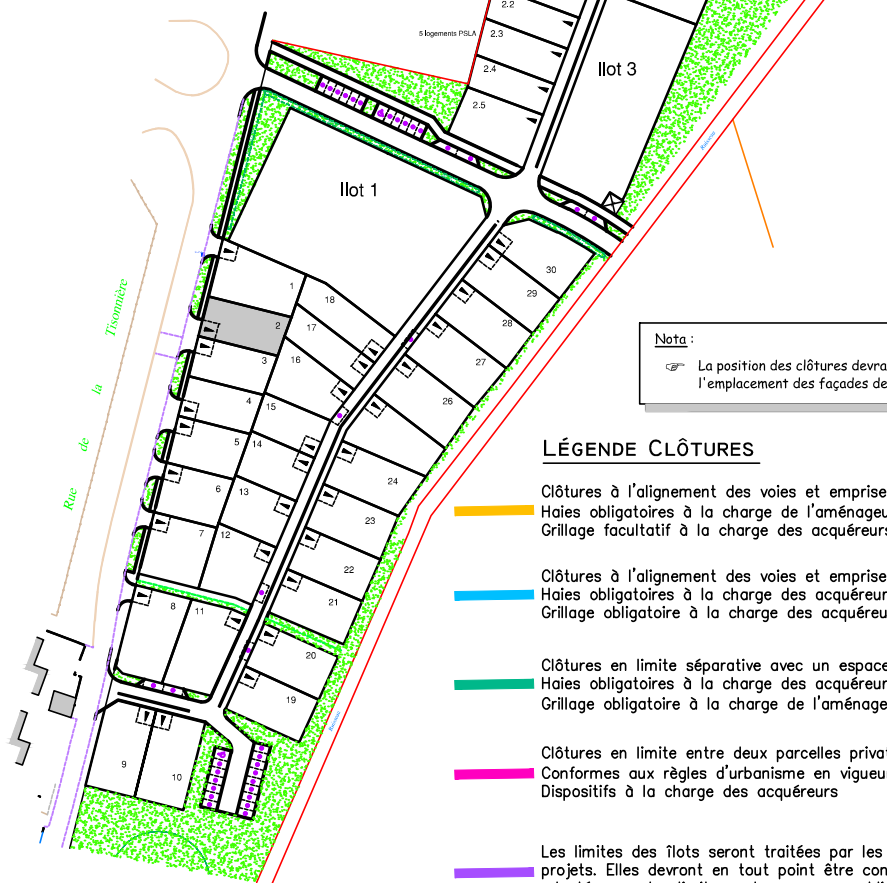 2.2
5 logements PSLA
2.3
2.4
2.5
Ilot 3
Ruisseau
Ilot 1
30
29
28
27
26
1
18
2
17
3
16
4
15
5
14
6
13
7
12
8
11
24
23
22
21
20
19
9
10
Rue de la Tisonnière
Ruisseau
Nota :
☞ La position des clôtures devra
l'emplacement des façades de
LÉGENDE CLÔTURES
Clôtures à l'alignement des voies et emprise
Haies obligatoires à la charge de l'aménageu
Grillage facultatif à la charge des acquéreurs
Clôtures à l'alignement des voies et emprise
Haies obligatoires à la charge des acquéreur
Grillage obligatoire à la charge des acquéreu
Clôtures en limite séparative avec un espace
Haies obligatoires à la charge des acquéreur
Grillage obligatoire à la charge de l'aménage
Clôtures en limite entre deux parcelles privat
Conformes aux règles d'urbanisme en vigueu
Dispositifs à la charge des acquéreurs
Les limites des îlots seront traitées par les
projets. Elles devront en tout point être con